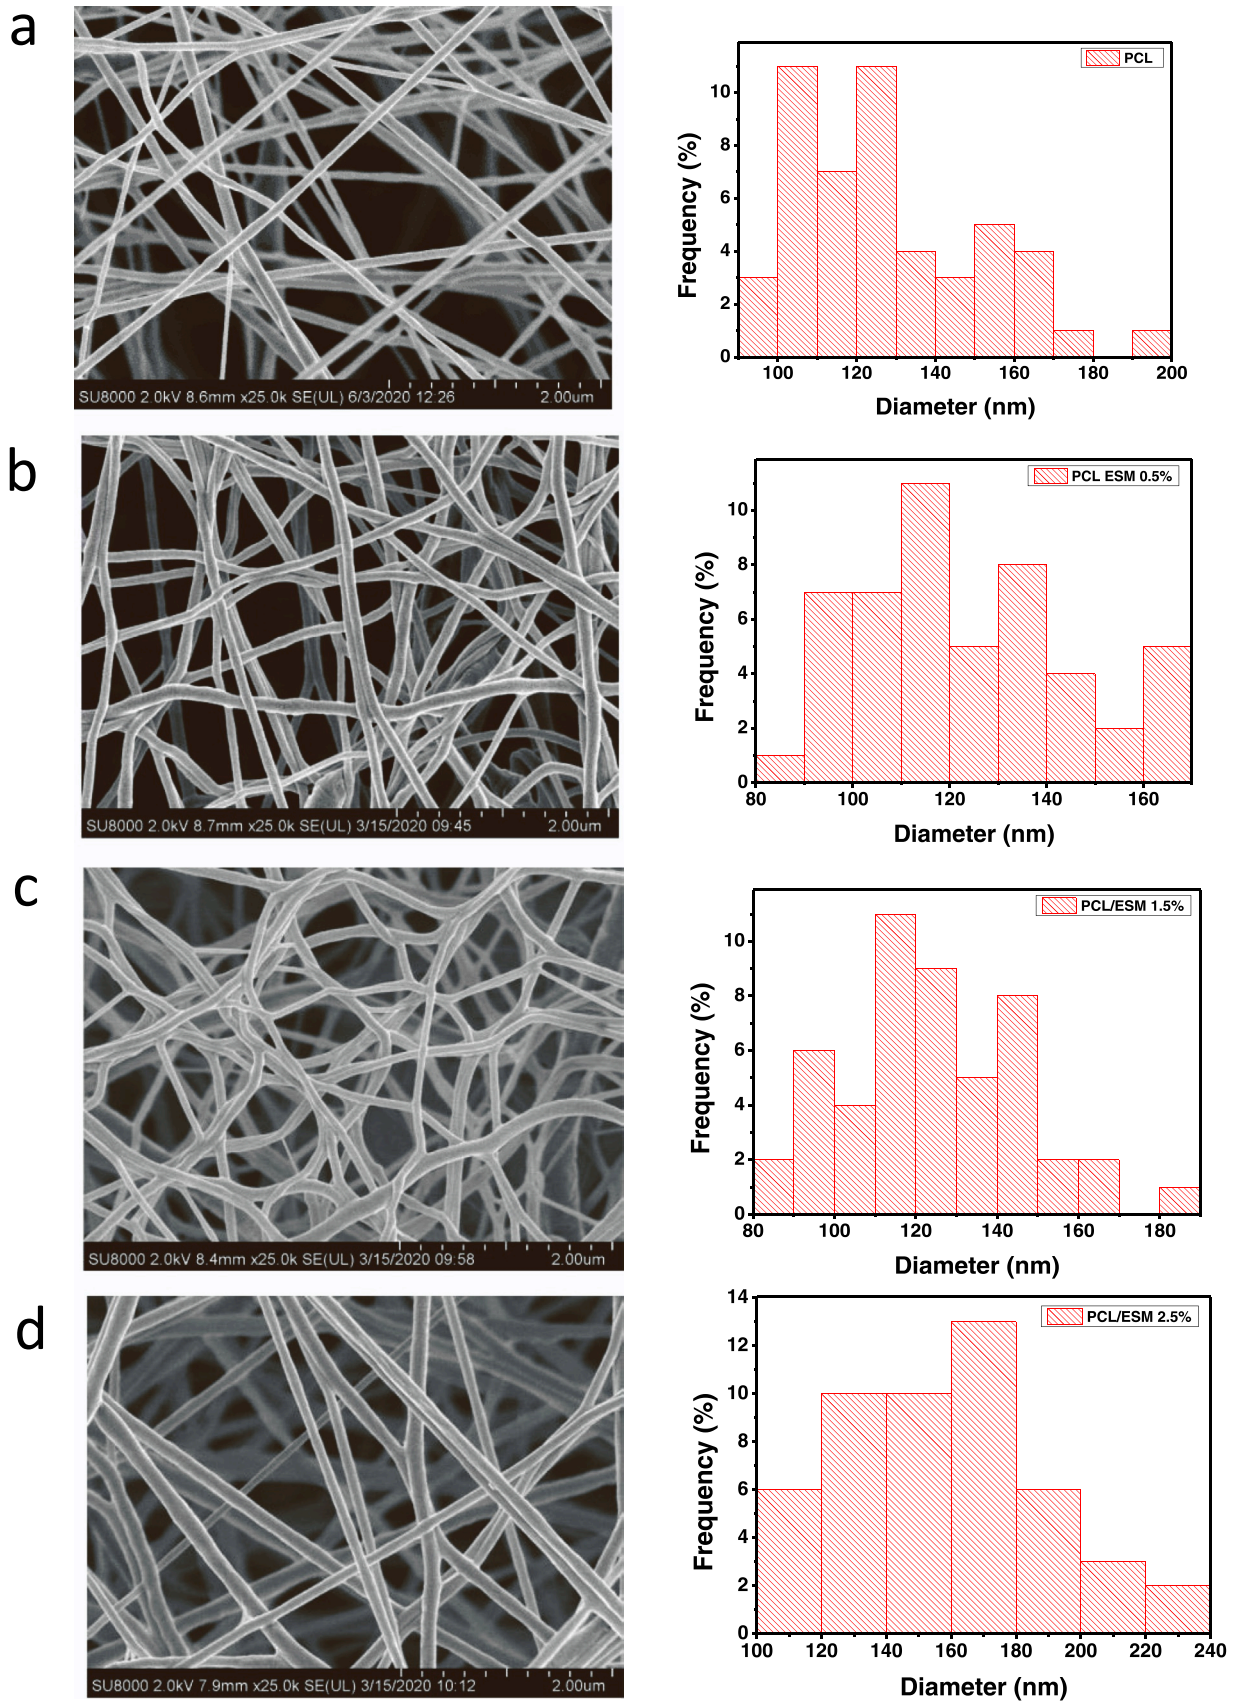 a
SU8000 2.0kV 8.6mm x25.0k SE(UL) 6/3/2020 12:26 2.00um
PCL
Frequency (%)
10
8
6
4
2
0
100 120 140 160 180 200
Diameter (nm)
b
SU8000 2.0kV 8.7mm x25.0k SE(UL) 3/15/2020 09:45 2.00um
PCL ESM 0.5%
Frequency (%)
10
8
6
4
2
0
80 100 120 140 160
Diameter (nm)
c
SU8000 2.0kV 8.4mm x25.0k SE(UL) 3/15/2020 09:58 2.00um
PCL/ESM 1.5%
Frequency (%)
10
8
6
4
2
0
80 100 120 140 160 180
Diameter (nm)
d
SU8000 2.0kV 7.9mm x25.0k SE(UL) 3/15/2020 10:12 2.00um
PCL/ESM 2.5%
Frequency (%)
14
12
10
8
6
4
2
0
100 120 140 160 180 200 220 240
Diameter (nm)